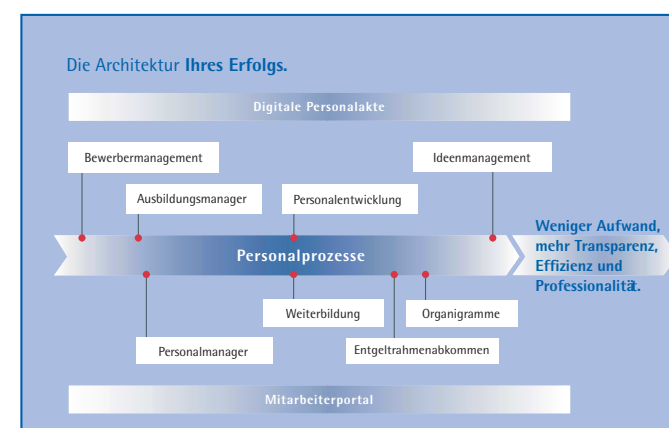 Die Architektur Ihres Erfolgs.
Digitale Personalakte
Bewerbermanagement
Ideenmanagement
Ausbildungsmanager
Personalentwicklung
Personalprozesse
Weniger Aufwand,
mehr Transparenz,
Effizienz und
Professionalität.
Weiterbildung
Organigramme
Personalmanager
Entgeltrahmenabkommen
Mitarbeiterportal